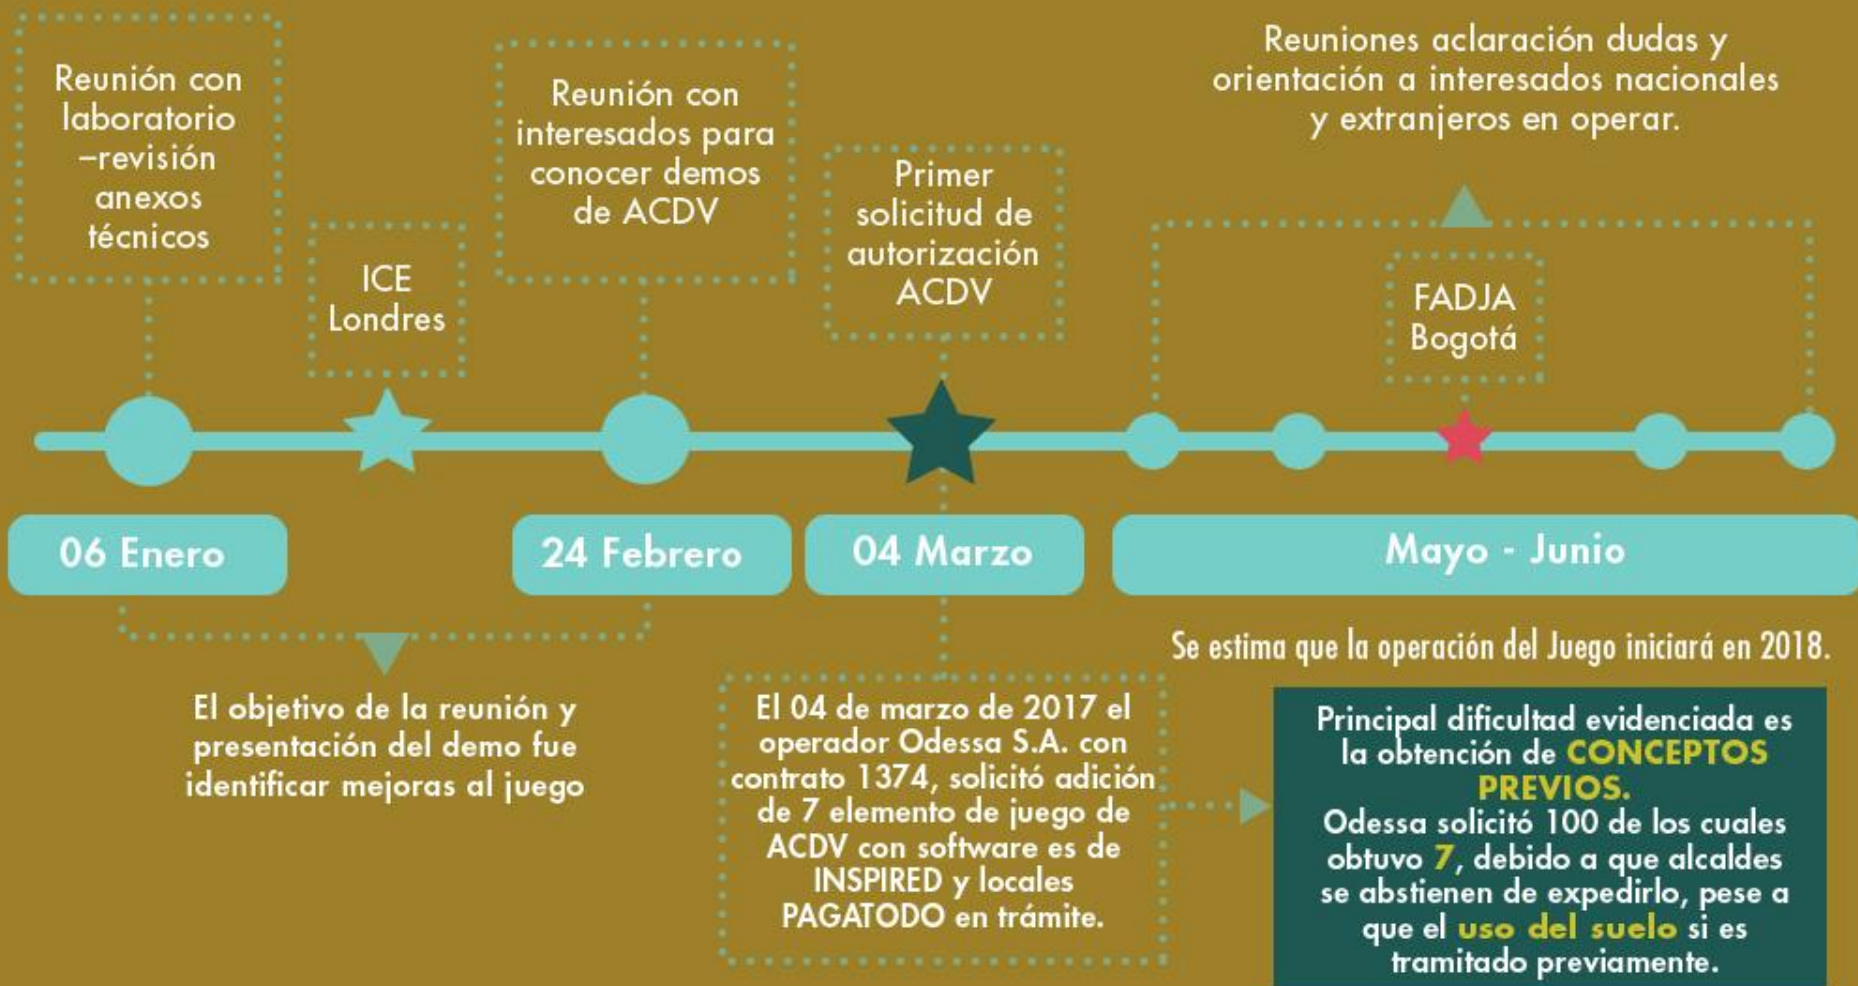 Reunión con
laboratorio
–revisión
anexos
técnicos
ICE
Londres
Reunión con
interesados para
conocer demos
de ACDV
Primer
solicitud de
autorización
ACDV
Reuniones aclaración dudas y
orientación a interesados nacionales
y extranjeros en operar.
FADJA
Bogotá
06 Enero
24 Febrero
04 Marzo
Mayo - Junio
El objetivo de la reunión y
presentación del demo fue
identificar mejoras al juego
El 04 de marzo de 2017 el
operador Odessa S.A. con
contrato 1374, solicitó adición
de 7 elemento de juego de
ACDV con software es de
INSPIRED y locales
PAGATODO en trámite.
Se estima que la operación del Juego iniciará en 2018.
Principal dificultad evidenciada es
la obtención de CONCEPTOS
PREVIOS.
Odessa solicitó 100 de los cuales
obtuvo 7, debido a que alcaldes
se abstienen de expedirlo, pese a
que el uso del suelo si es
tramitado previamente.